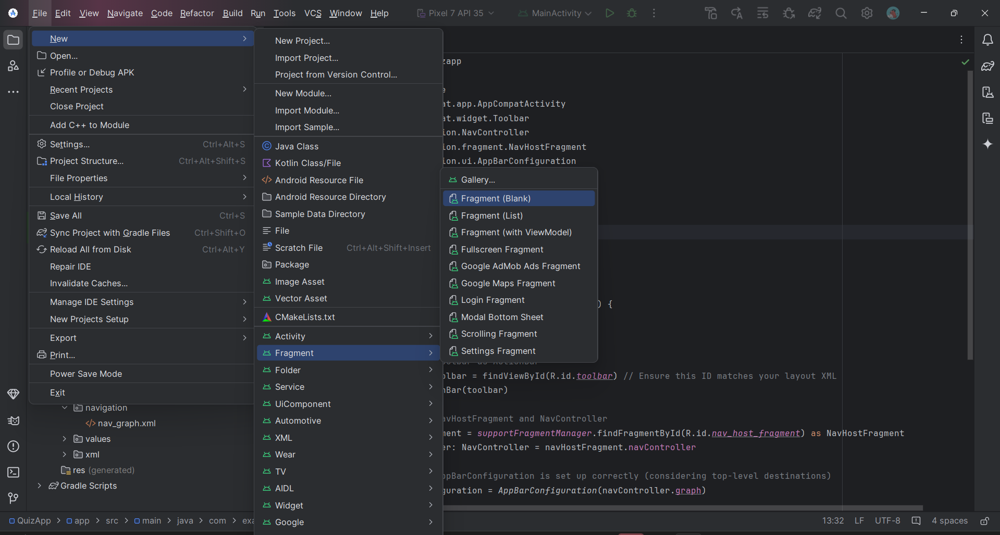 File Edit View Navigate Code Refactor Build Run Tools VCS Window Help Pixel 7 API 35 MainActivity
New
Open...
Profile or Debug APK
Recent Projects
Close Project
Add C++ to Module
Settings... Ctrl+Alt+S
Project Structure... Ctrl+Alt+Shift+S
File Properties
Local History
Save All Ctrl+S
Sync Project with Gradle Files Ctrl+Shift+O
Reload All from Disk Ctrl+Alt+Y
Repair IDE
Invalidate Caches...
Manage IDE Settings
New Projects Setup
Export
Print...
Power Save Mode
Exit
navigation
</> nav_graph.xml
values
xml
res (generated)
Gradle Scripts
New Project...
Import Project...
Project from Version Control...
New Module...
Import Module...
Import Sample...
Java Class
Kotlin Class/File
Android Resource File
Android Resource Directory
Sample Data Directory
File
Scratch File Ctrl+Alt+Shift+Insert
Package
Image Asset
Vector Asset
CMakeLists.txt
Activity
Fragment
Folder
Service
UiComponent
Automotive
XML
Wear
TV
AIDL
Widget
Google
Gallery...
Fragment (Blank)
Fragment (List)
Fragment (with ViewModel)
Fullscreen Fragment
Google AdMob Ads Fragment
Google Maps Fragment
Login Fragment
Modal Bottom Sheet
Scrolling Fragment
Settings Fragment
zapp
e
at.app.AppCompatActivity
at.widget.Toolbar
ion.NavController
ion.fragment.NavHostFragment
ion.ui.AppBarConfiguration
) {
olbar as ActionBar
olbar = findViewById(R.id.toolbar) // Ensure this ID matches your layout XML
nBar(toolbar)
avHostFragment and NavController
ment = supportFragmentManager.findFragmentById(R.id.nav_host_fragment) as NavHostFragment
er: NavController = navHostFragment.navController
ppBarConfiguration is set up correctly (considering top-level destinations)
guration = AppBarConfiguration(navController.graph)
QuizApp > app > src > main > java > com > exa 13:32 LF UTF-8 4 spaces